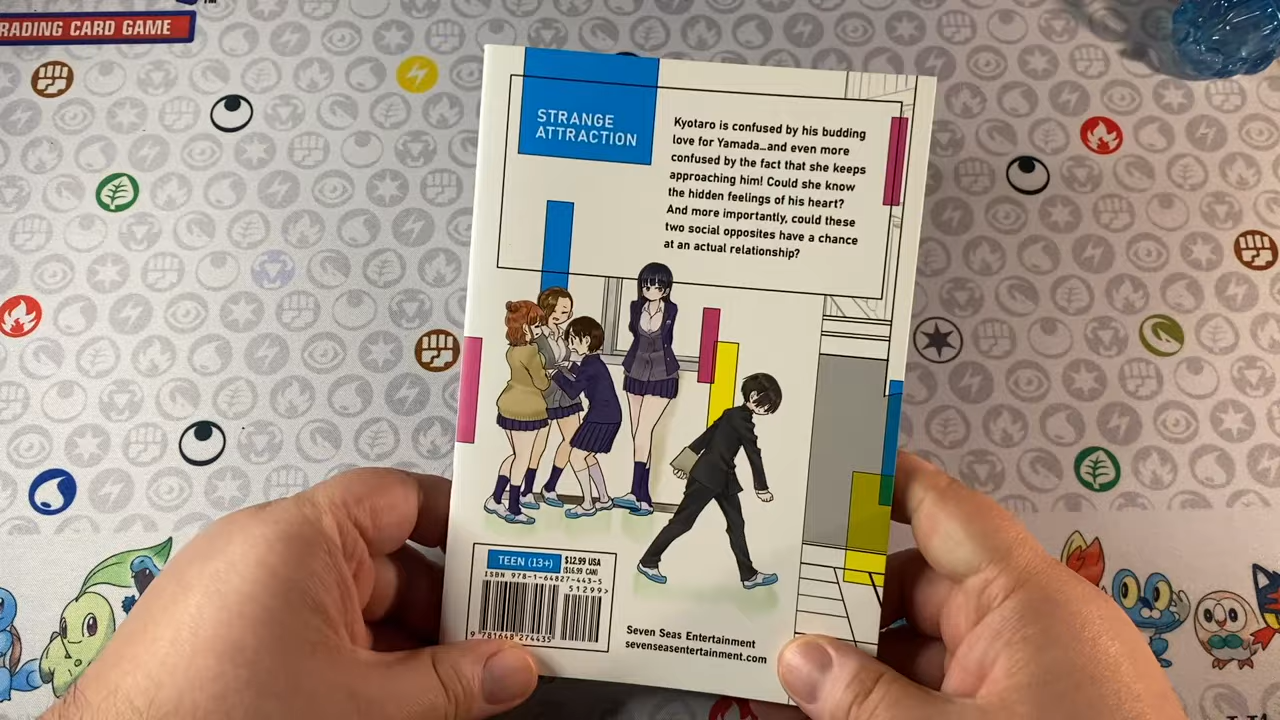 TRADING CARD GAME
STRANGE
ATTRACTION
Kyotaro is confused by his budding
love for Yamada...and even more
confused by the fact that she keeps
approaching him! Could she know
the hidden feelings of his heart?
And more importantly, could these
two social opposites have a chance
at an actual relationship?
TEEN (13+)
$12.99 USA
($16.99 CAN)
ISBN 978-1-64827-443-5
51299>
9 781648 274435
Seven Seas Entertainment
sevenseasentertainment.com